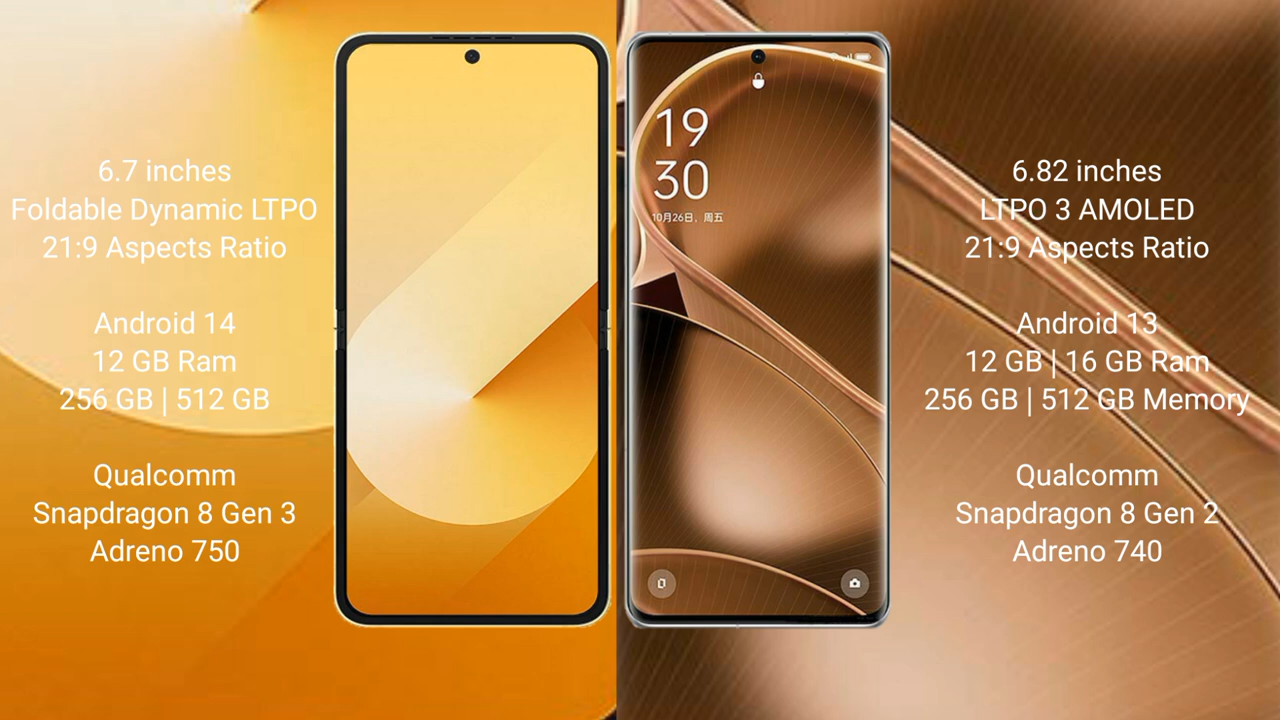 6.7 inches
Foldable Dynamic LTPO
21:9 Aspects Ratio
Android 14
12 GB Ram
256 GB | 512 GB
Qualcomm
Snapdragon 8 Gen 3
Adreno 750
19
30
10月26日，周五
6.82 inches
LTPO 3 AMOLED
21:9 Aspects Ratio
Android 13
12 GB | 16 GB Ram
256 GB | 512 GB Memory
Qualcomm
Snapdragon 8 Gen 2
Adreno 740